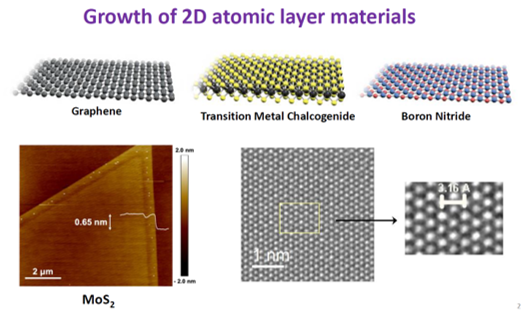 Growth of 2D atomic layer materials
Graphene
Transition Metal Chalcogenide
Boron Nitride
2.0 nm
0.65 nm
2 µm
- 2.0 nm
MoS₂
1 nm
3.16 A
2